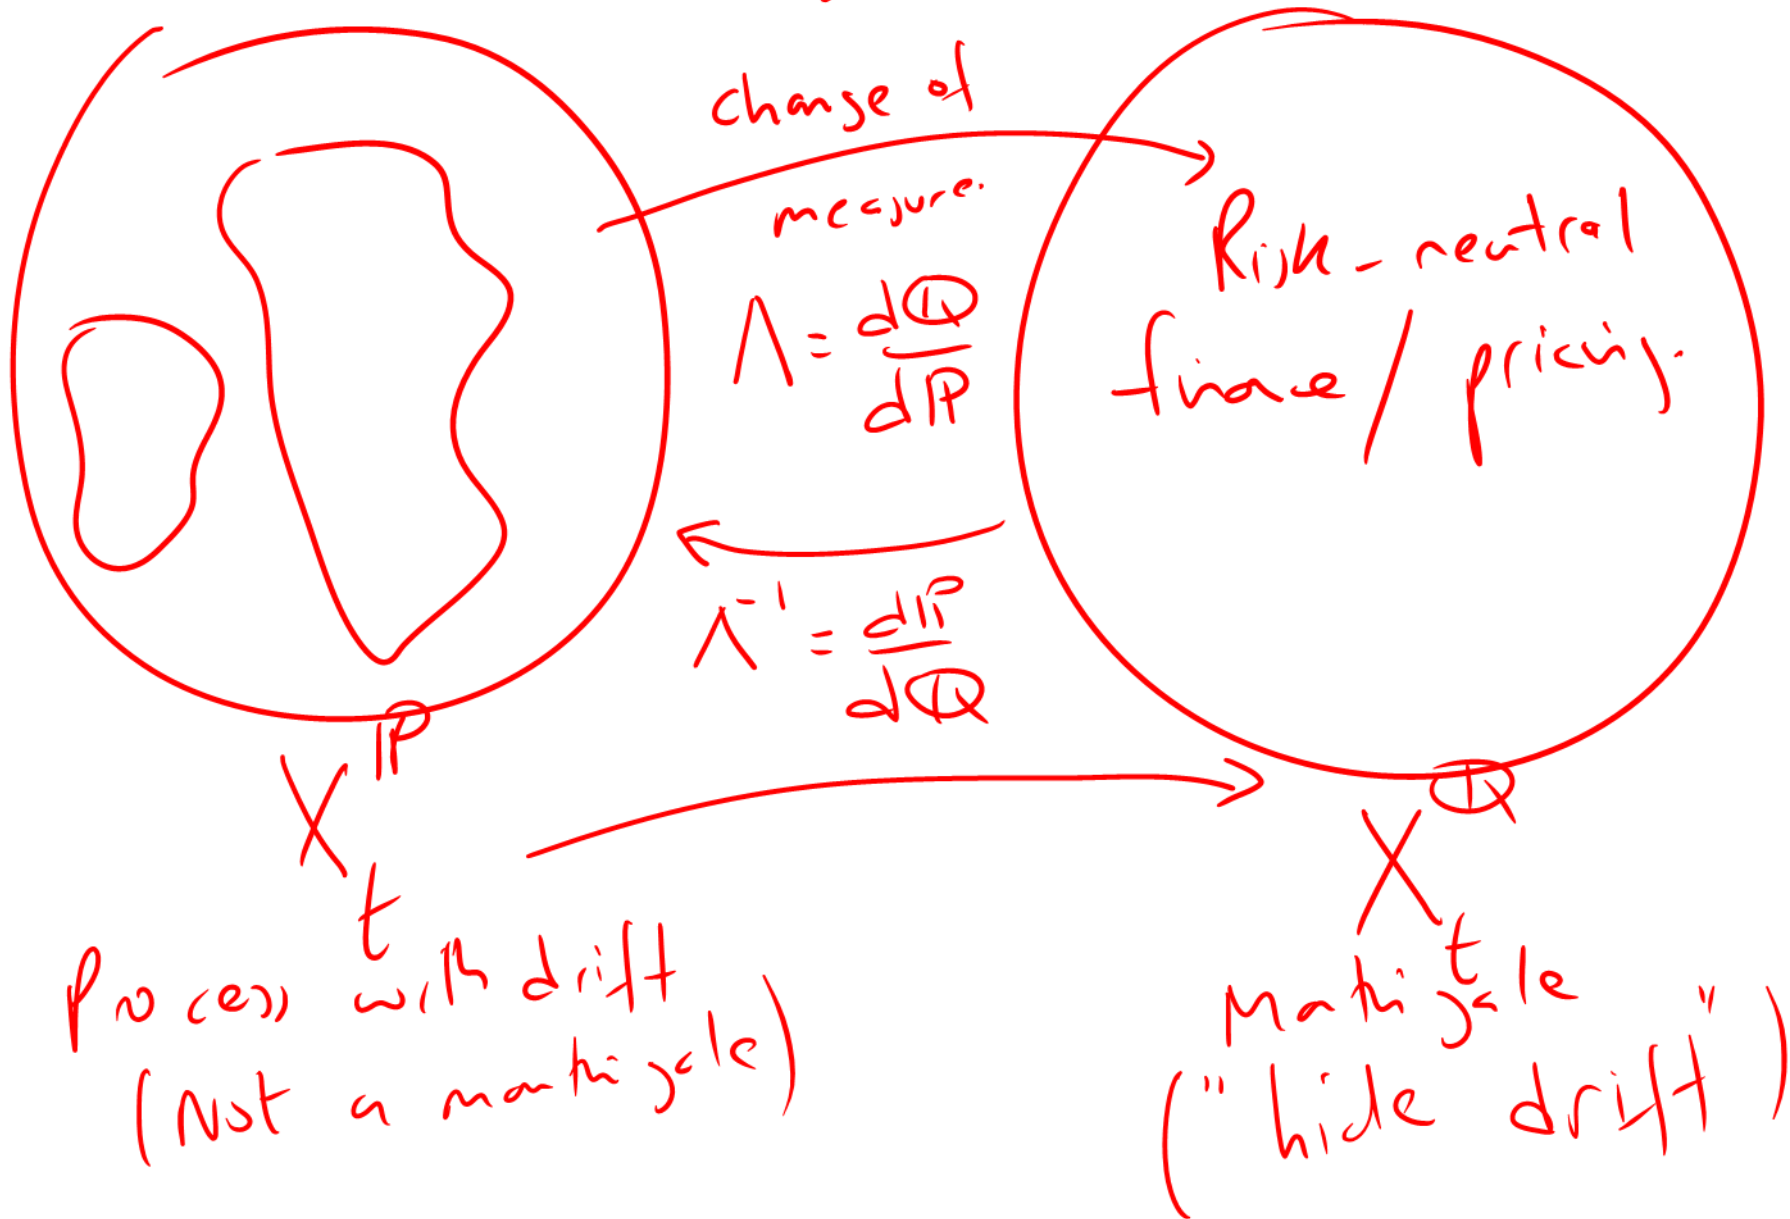 change of
measure.
Λ = dℚ/dℙ
Risk-neutral
finance/pricing.
Λ⁻¹ = dℙ/dℚ
X_t^ℙ
X_t^ℚ
Process with drift
(Not a martingale)
Martingale
("hide drift")